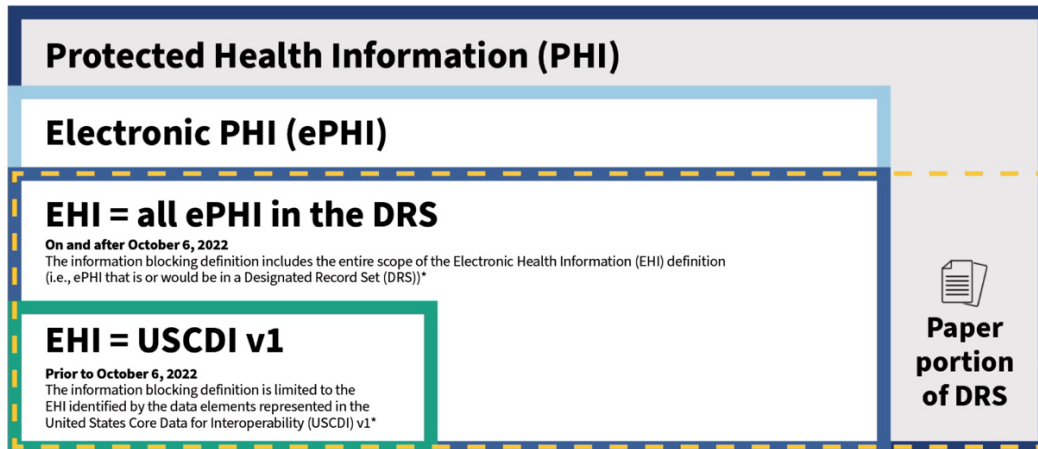 Protected Health Information (PHI)
Electronic PHI (ePHI)
EHI = all ePHI in the DRS
On and after October 6, 2022
The information blocking definition includes the entire scope of the Electronic Health Information (EHI) definition
(i.e., ePHI that is or would be in a Designated Record Set (DRS))*
EHI = USCDI v1
Prior to October 6, 2022
The information blocking definition is limited to the
EHI identified by the data elements represented in the
United States Core Data for Interoperability (USCDI) v1*
Paper
portion
of DRS